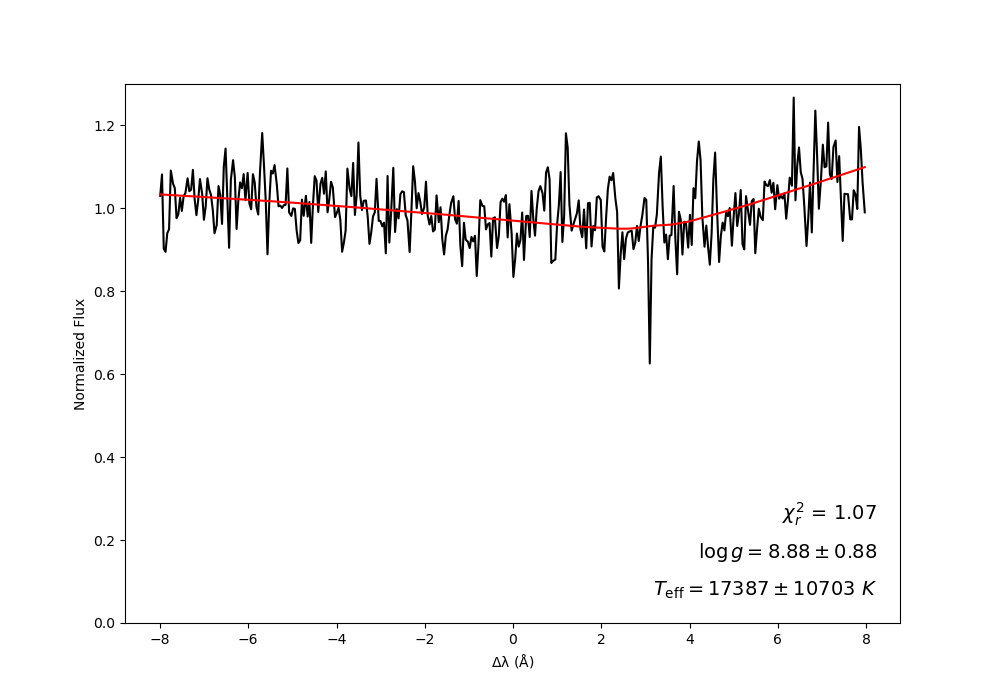 1.2
1.0
0.8
0.6
0.4
0.2
0.0
Normalized Flux
χ²ᵣ = 1.07
log g = 8.88 ± 0.88
T_eff = 17387 ± 10703 K
−8 −6 −4 −2 0 2 4 6 8
Δλ (Å)